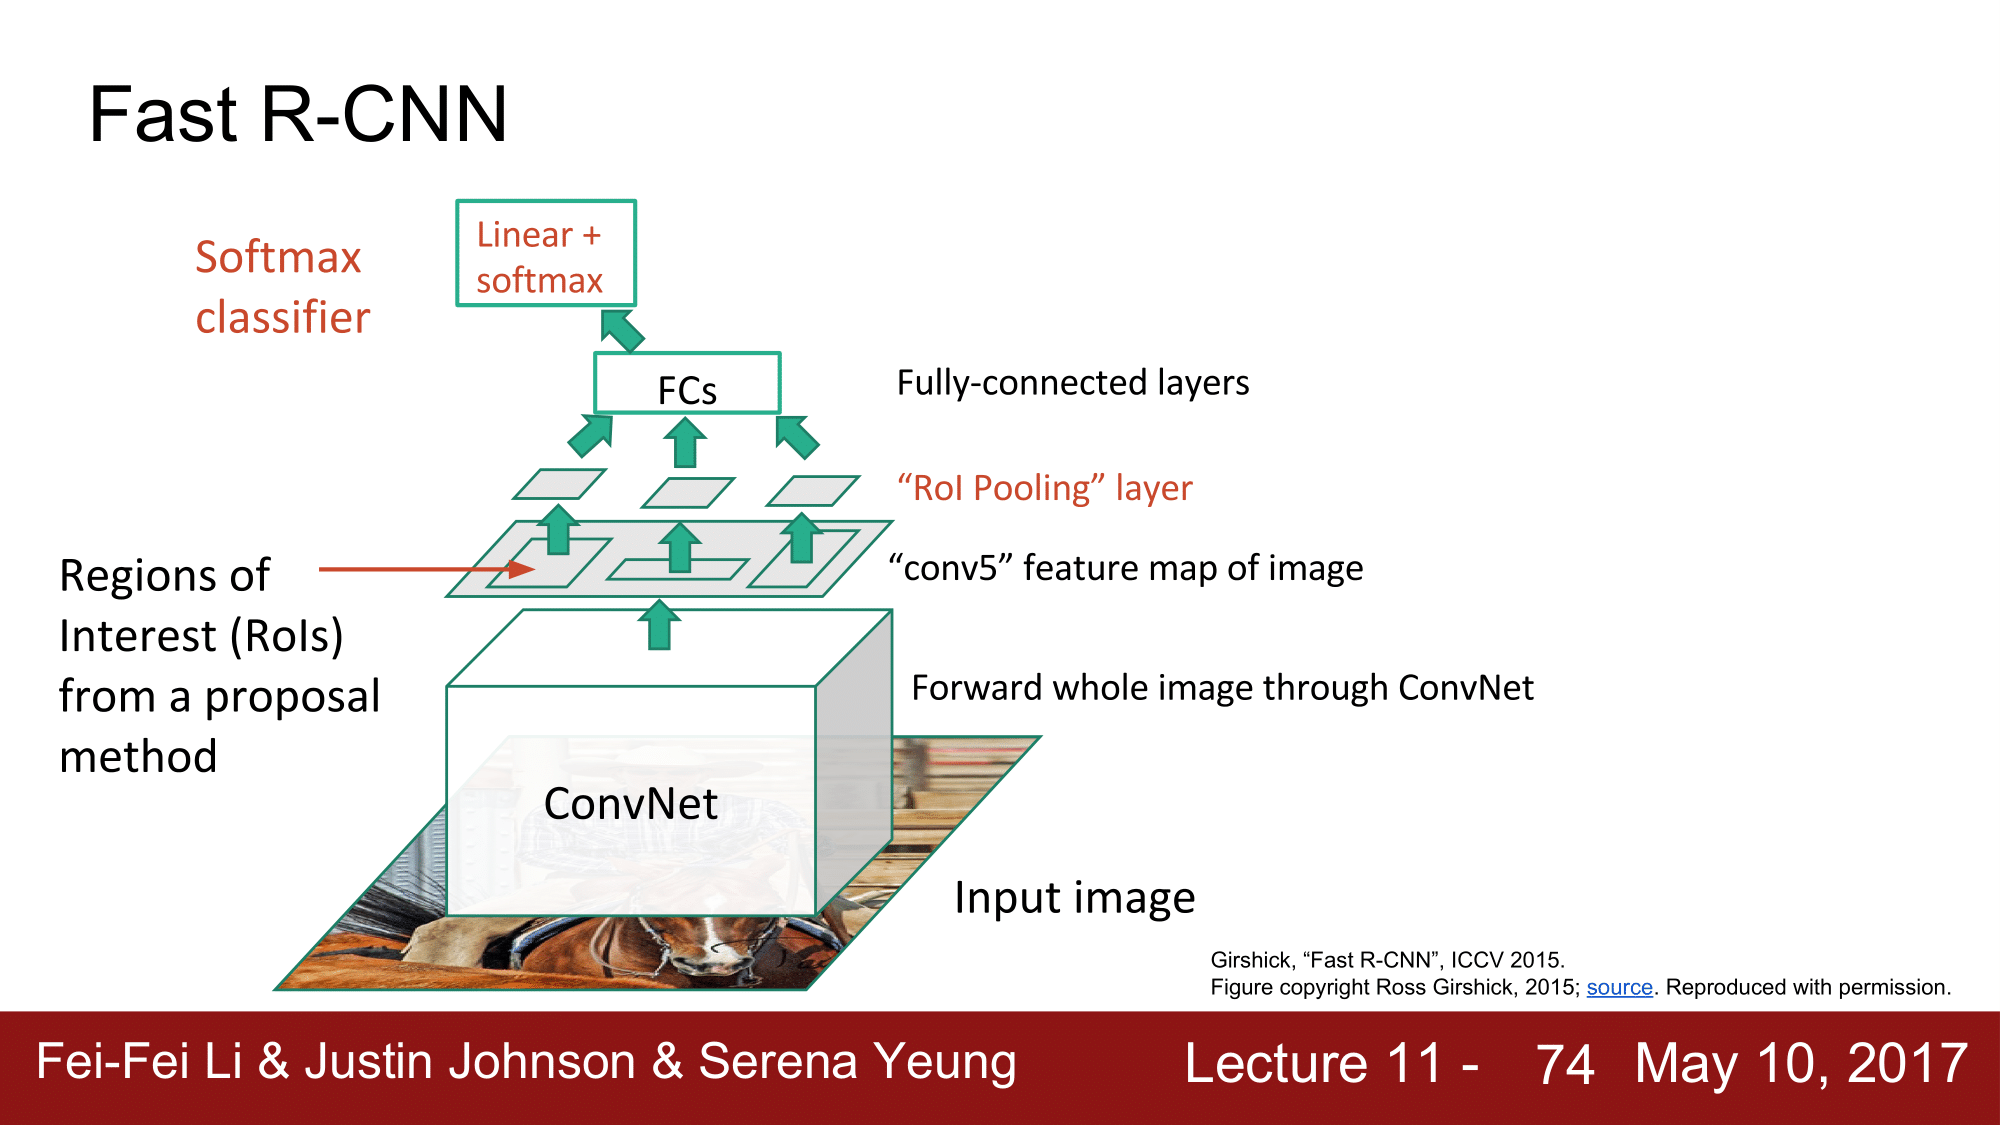 Fast R-CNN
Softmax
classifier
Linear +
softmax
FCs
Fully-connected layers
“RoI Pooling” layer
Regions of
Interest (RoIs)
from a proposal
method
“conv5” feature map of image
Forward whole image through ConvNet
ConvNet
Input image
Girshick, “Fast R-CNN”, ICCV 2015.
Figure copyright Ross Girshick, 2015; source. Reproduced with permission.
Fei-Fei Li & Justin Johnson & Serena Yeung
Lecture 11 - 74 May 10, 2017